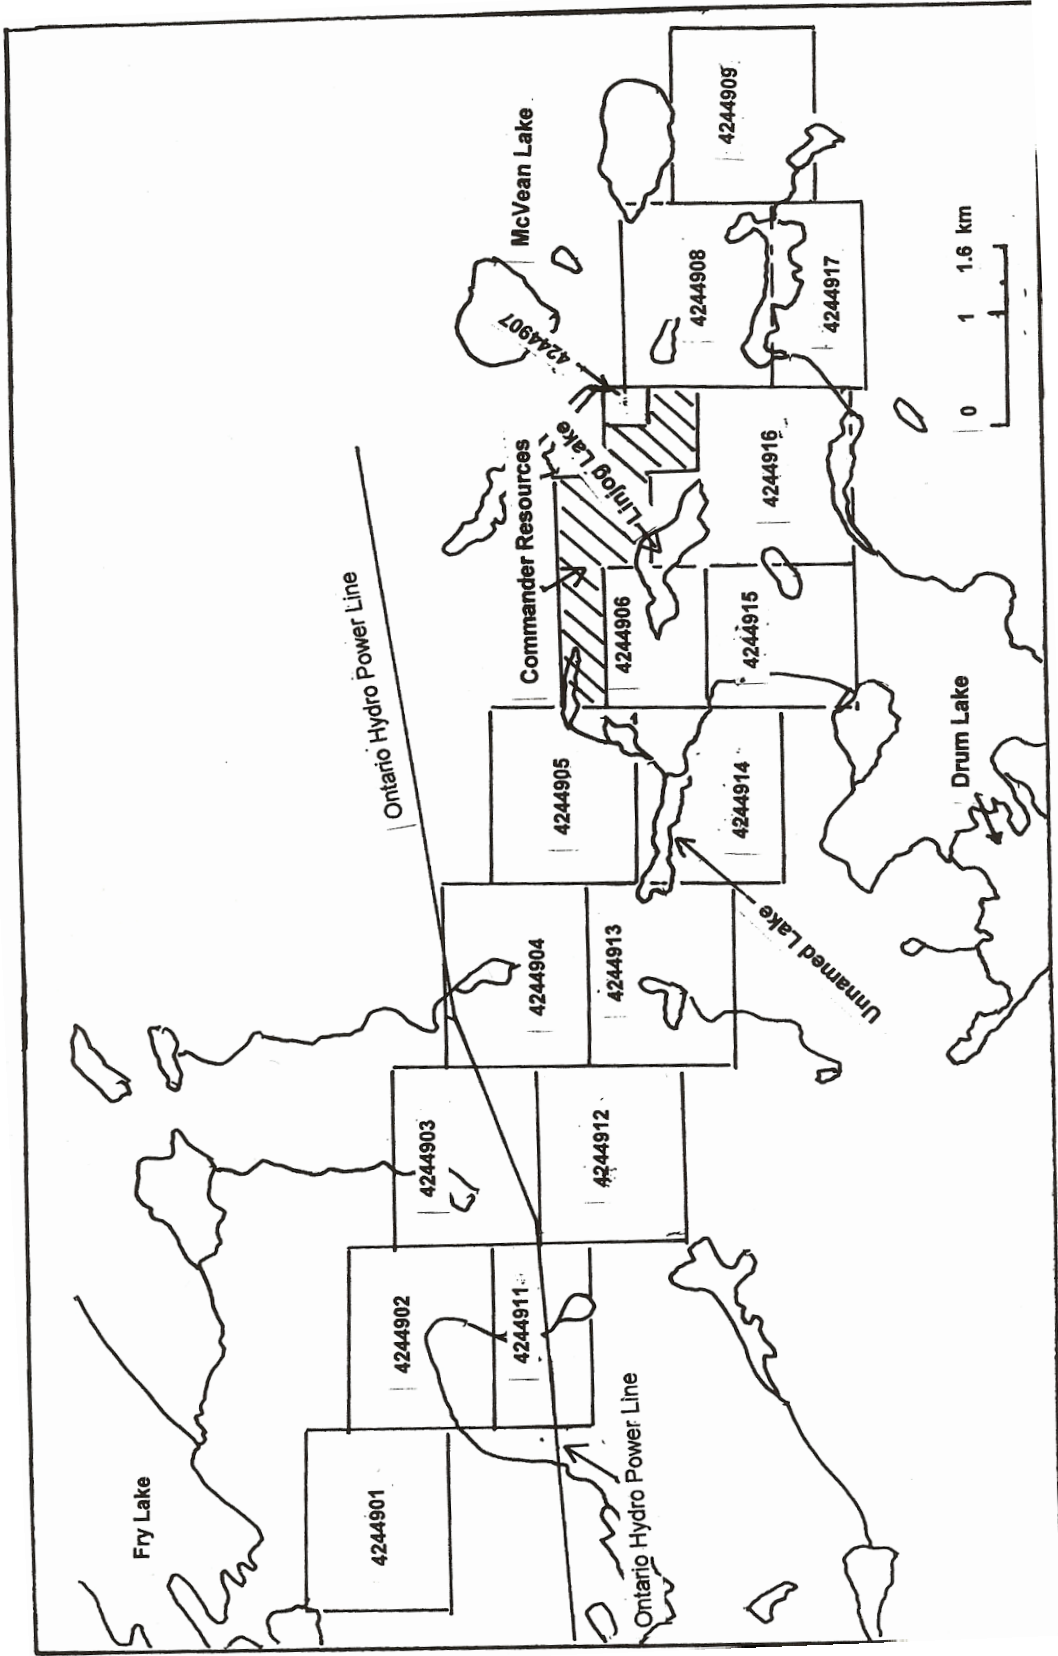 Fry Lake
McVean Lake
Ontario Hydro Power Line
Commander Resources
4244907
Linjog Lake
4244901
4244902
4244903
4244904
4244905
4244906
4244908
4244909
4244911
4244912
4244913
4244914
4244915
4244916
4244917
Ontario Hydro Power Line
Unnamed Lake
Drum Lake
0 1 1.6 km